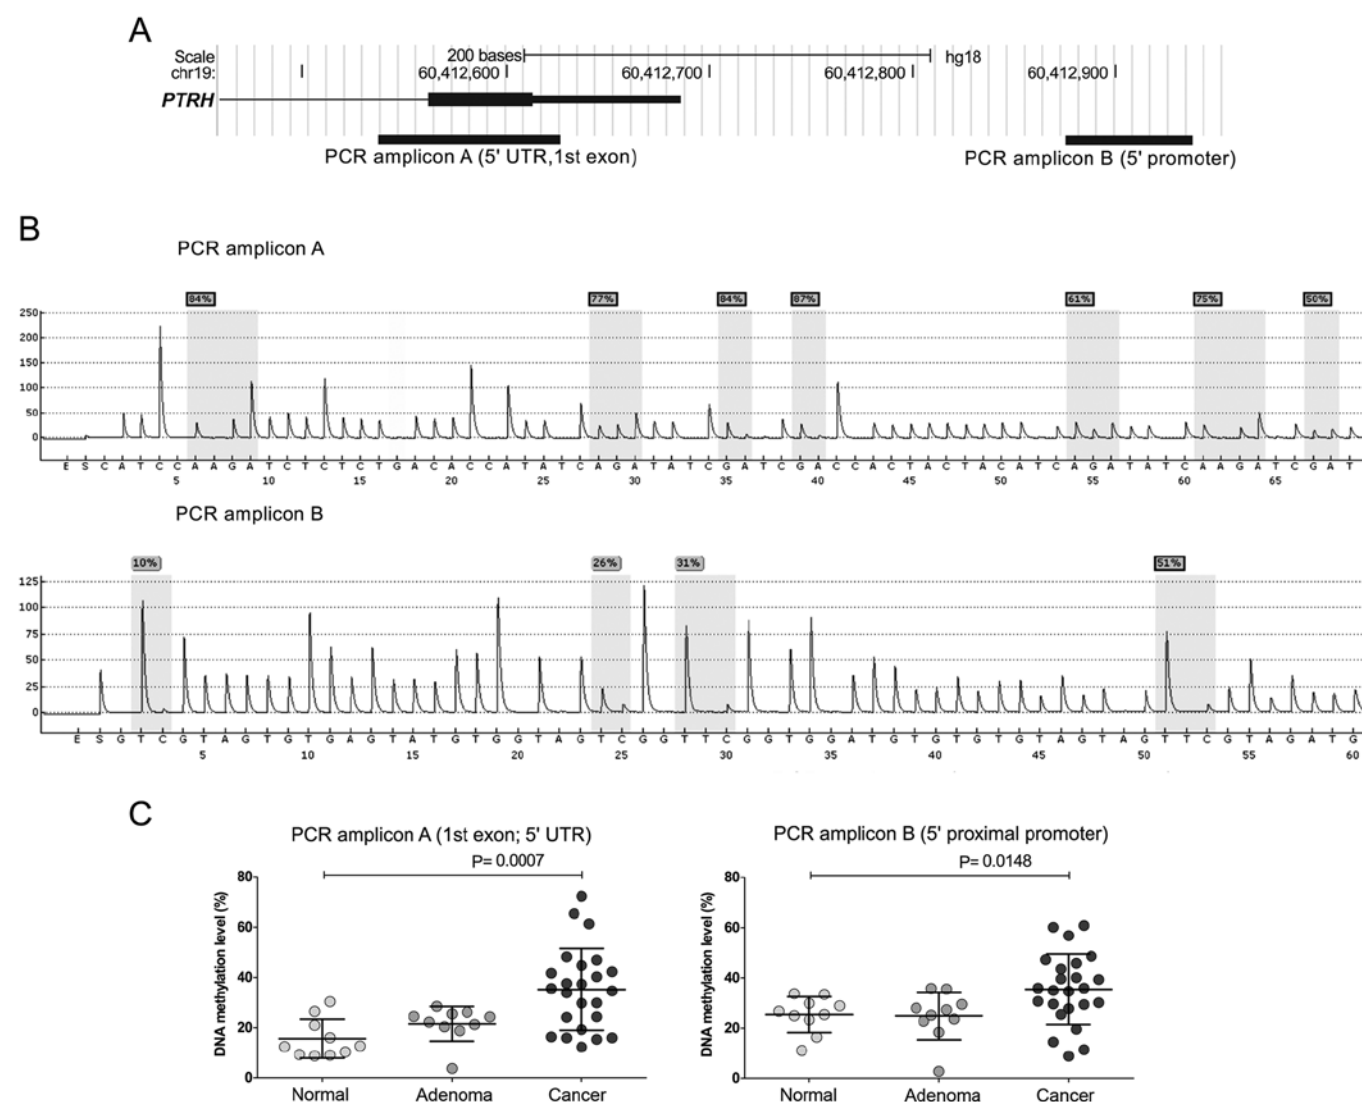 A
Scale 200 bases hg18
chr19: 60,412,600 60,412,700 60,412,800 60,412,900
PTRH
PCR amplicon A (5' UTR,1st exon) PCR amplicon B (5' promoter)
B
PCR amplicon A
84% 77% 84% 87% 61% 75% 50%
250
200
150
100
50
0
E S C A T C C A A G A T C T C T C T G A C A C C A T A T C A G A T A T C G A T C G A C C A C T A C T A C A T C A G A T A T C A A G A T C G A T
5 10 15 20 25 30 35 40 45 50 55 60 65
PCR amplicon B
10% 26% 31% 51%
125
100
75
50
25
0
E S G T C G T A G T G T G A G T A T G T G G T A G T C G G T T C G G T G G A T G T G T G T G T A G T A G T T C G T A G A T G
5 10 15 20 25 30 35 40 45 50 55 60
C
PCR amplicon A (1st exon; 5' UTR)
P= 0.0007
DNA methylation level (%)
80
60
40
20
0
Normal Adenoma Cancer
PCR amplicon B (5' proximal promoter)
P= 0.0148
DNA methylation level (%)
80
60
40
20
0
Normal Adenoma Cancer